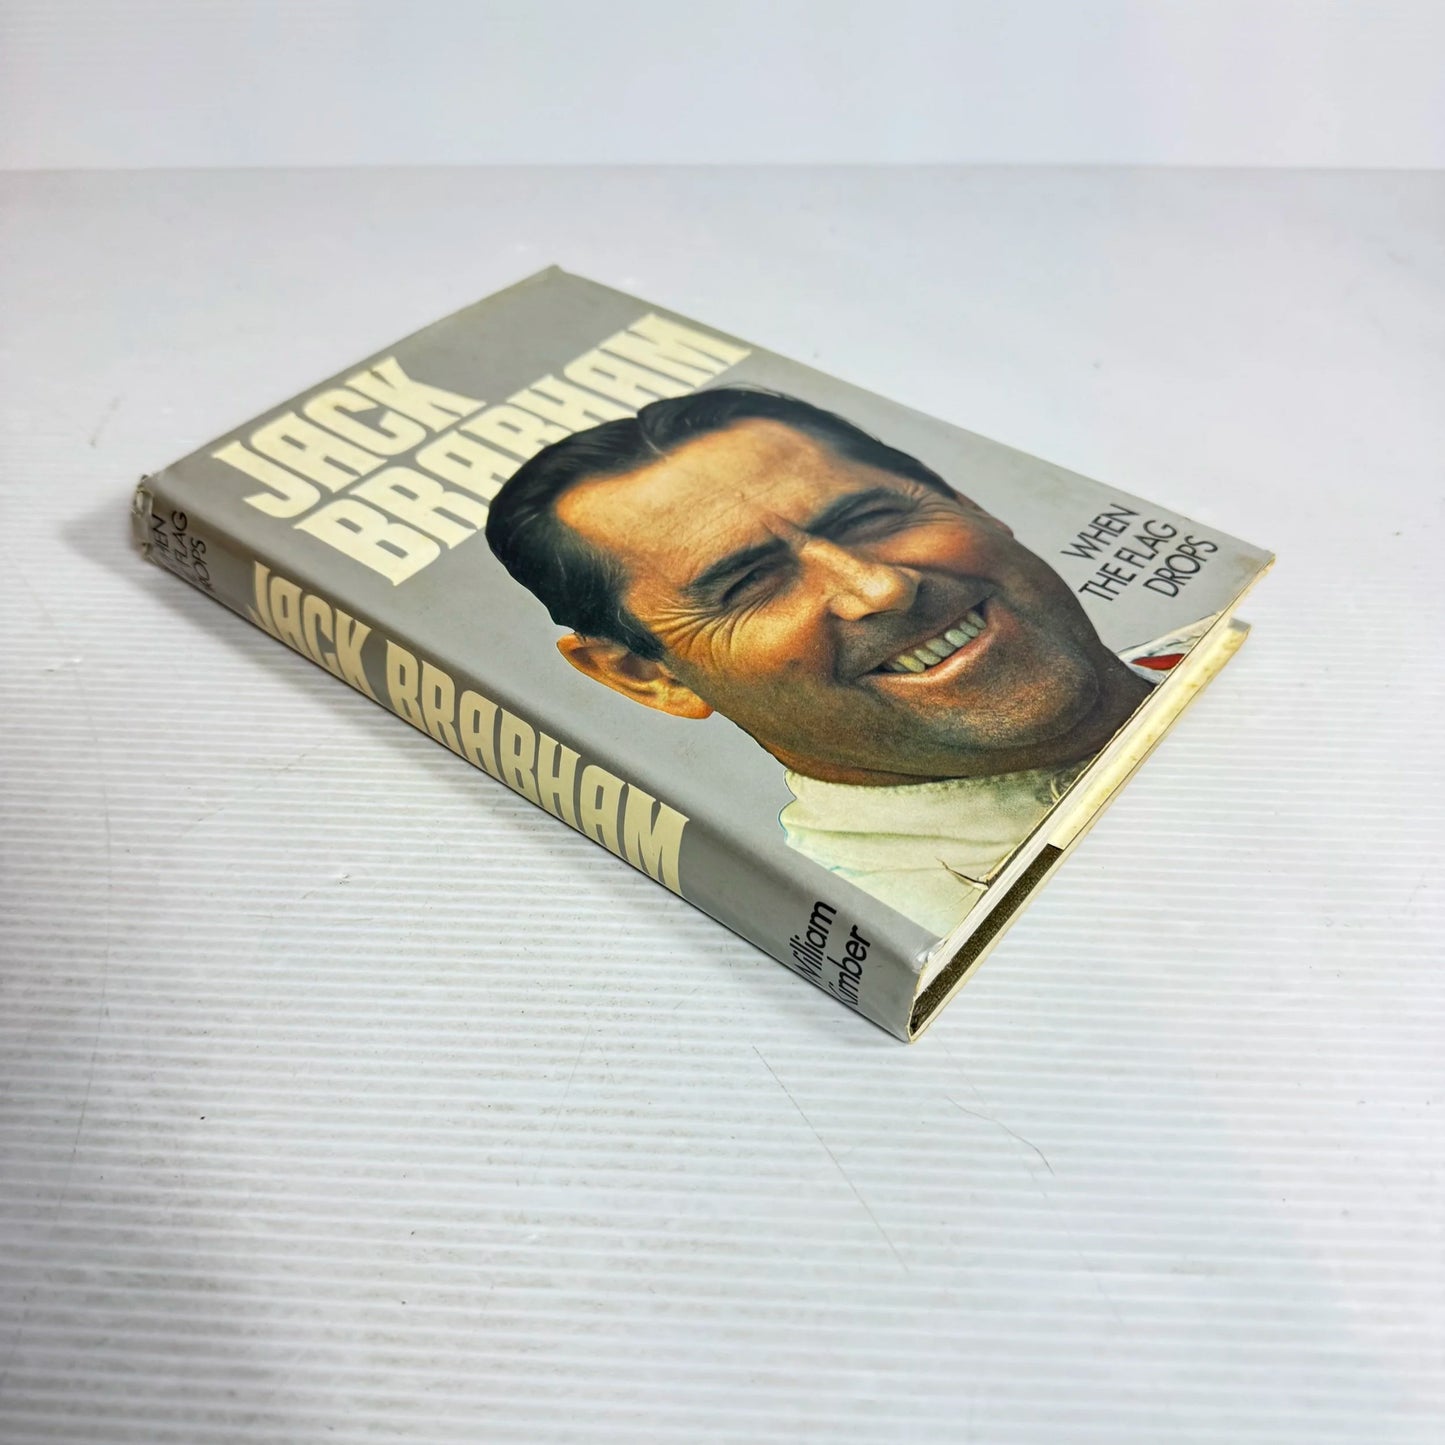 JACK
BRABHAM
WHEN
THE FLAG
DROPS
WHEN
THE FLAG
DROPS
JACK BRABHAM
William
Kimber